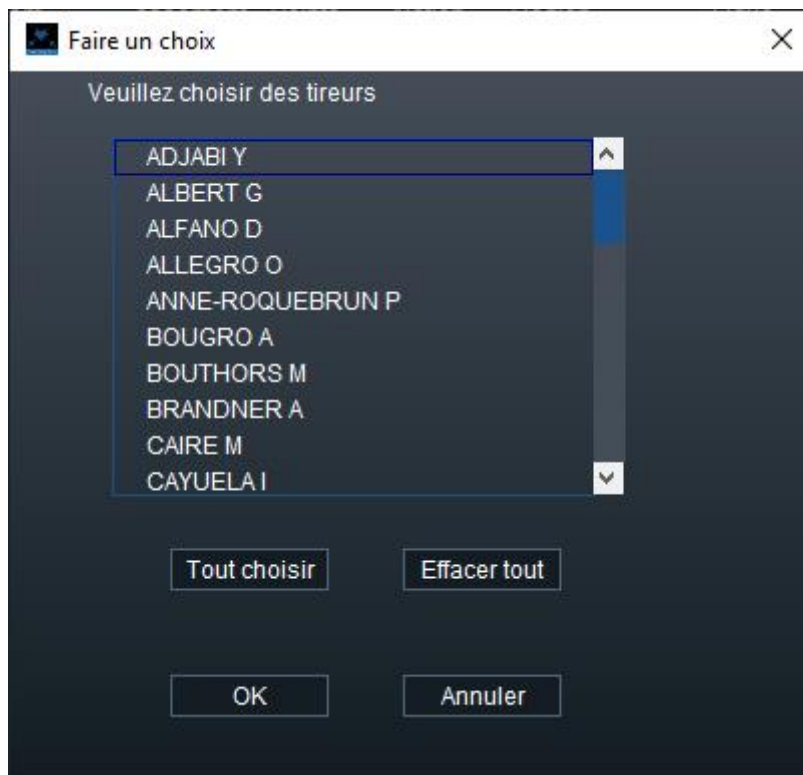 Faire un choix
Veuillez choisir des tireurs
ADJABI Y
ALBERT G
ALFANO D
ALLEGRO O
ANNE-ROQUEBRUN P
BOUGRO A
BOUTHORS M
BRANDNER A
CAIRE M
CAYUELA I
Tout choisir Effacer tout
OK Annuler